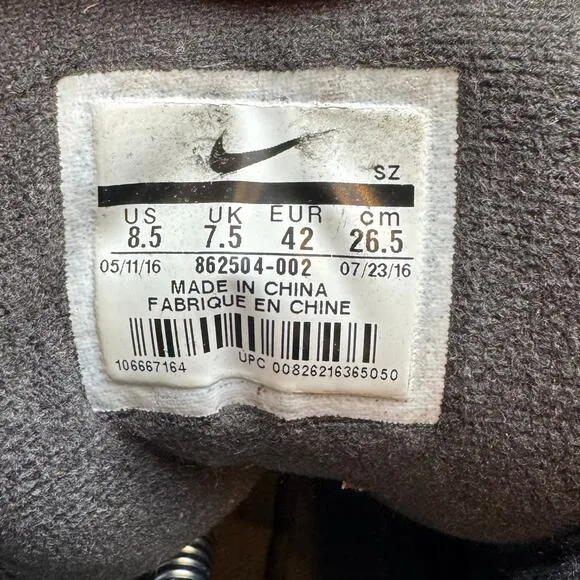 SZ
US UK EUR cm
8.5 7.5 42 26.5
05/11/16 862504-002 07/23/16
MADE IN CHINA
FABRIQUE EN CHINE
106667164 UPC 00826216365050